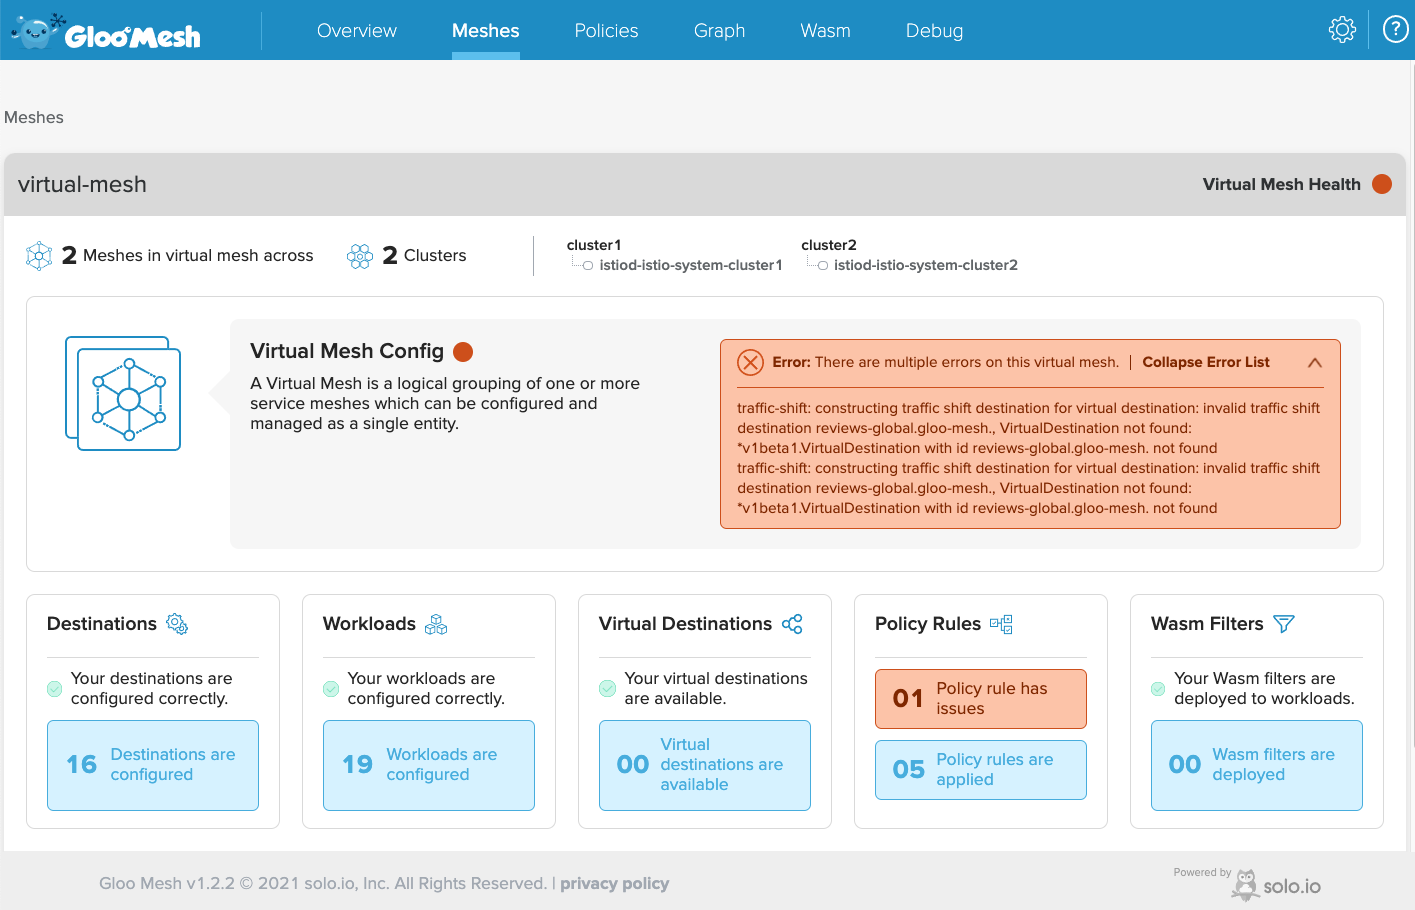 Gloo Mesh
Overview
Meshes
Policies
Graph
Wasm
Debug
?
Meshes
virtual-mesh
Virtual Mesh Health
2 Meshes in virtual mesh across
2 Clusters
cluster1
istiod-istio-system-cluster1
cluster2
istiod-istio-system-cluster2
Virtual Mesh Config
A Virtual Mesh is a logical grouping of one or more
service meshes which can be configured and
managed as a single entity.
Error: There are multiple errors on this virtual mesh. | Collapse Error List
traffic-shift: constructing traffic shift destination for virtual destination: invalid traffic shift
destination reviews-global.gloo-mesh., VirtualDestination not found:
*v1beta1.VirtualDestination with id reviews-global.gloo-mesh. not found
traffic-shift: constructing traffic shift destination for virtual destination: invalid traffic shift
destination reviews-global.gloo-mesh., VirtualDestination not found:
*v1beta1.VirtualDestination with id reviews-global.gloo-mesh. not found
Destinations
Your destinations are
configured correctly.
16 Destinations are
configured
Workloads
Your workloads are
configured correctly.
19 Workloads are
configured
Virtual Destinations
Your virtual destinations
are available.
00 Virtual
destinations are
available
Policy Rules
01 Policy rule has
issues
05 Policy rules are
applied
Wasm Filters
Your Wasm filters are
deployed to workloads.
00 Wasm filters are
deployed
Gloo Mesh v1.2.2 © 2021 solo.io, Inc. All Rights Reserved. | privacy policy
Powered by
solo.io